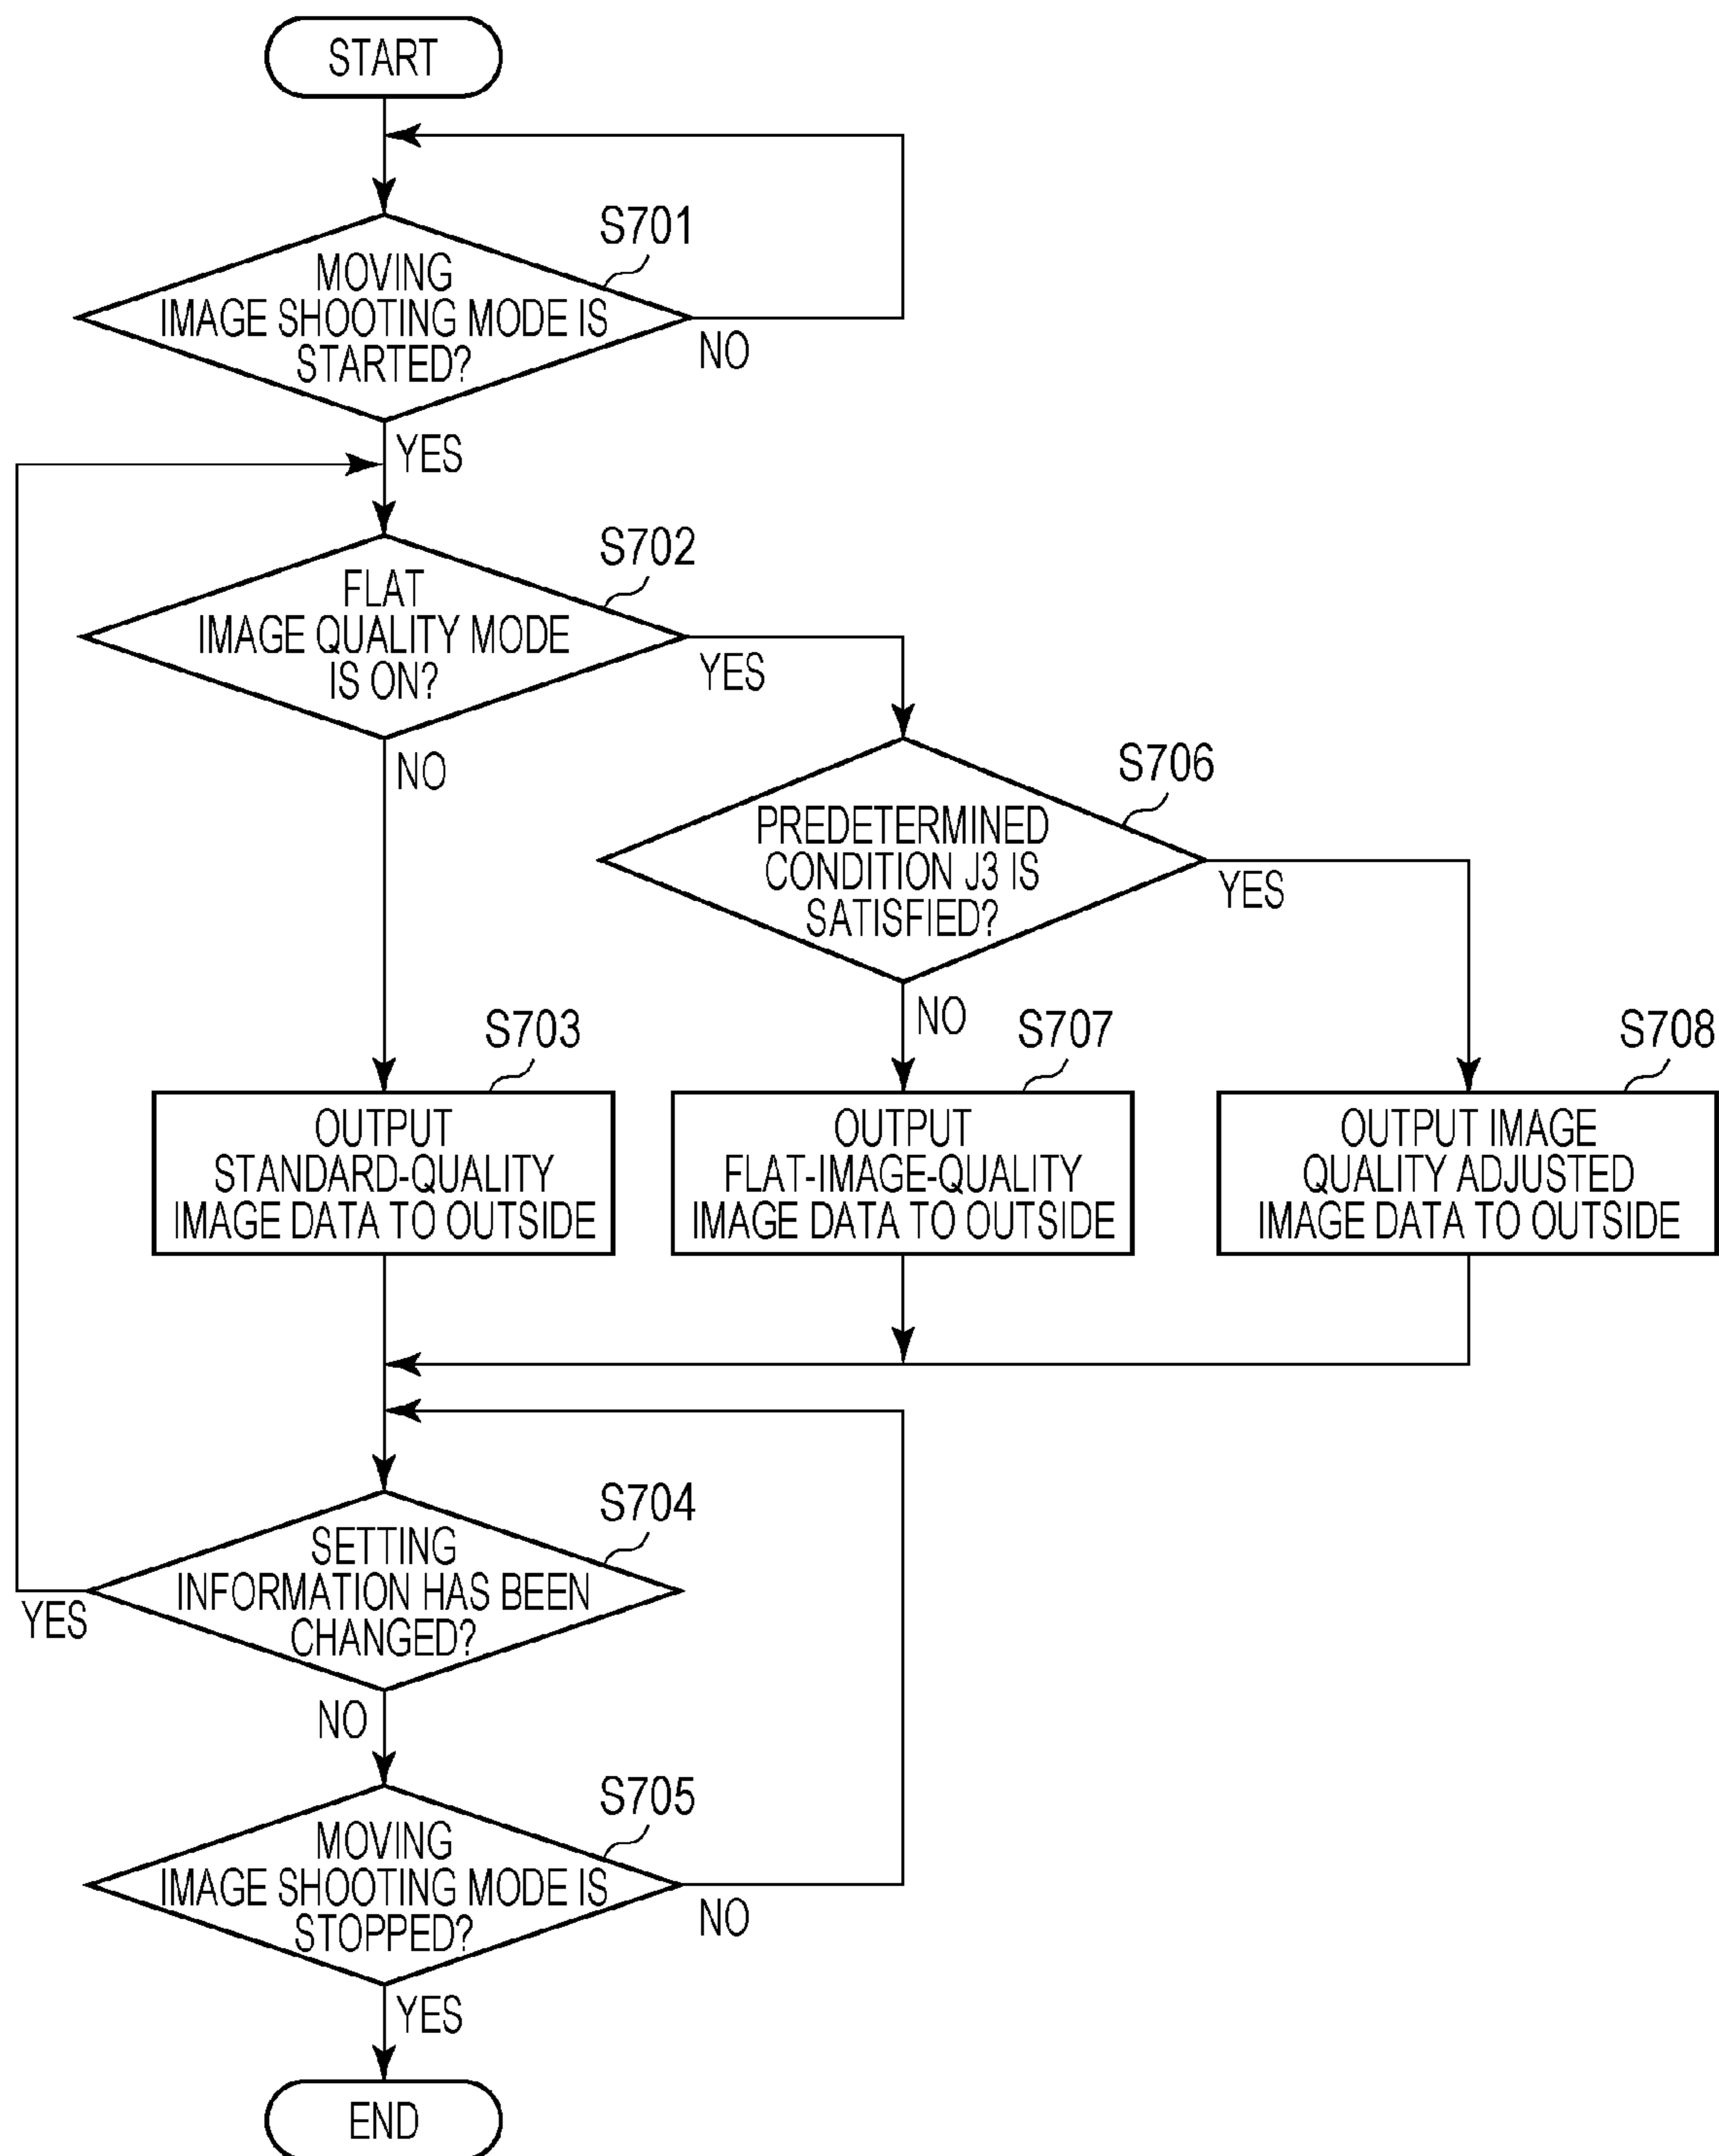 START
S701
MOVING
IMAGE SHOOTING MODE IS
STARTED?
NO
YES
S702
FLAT
IMAGE QUALITY MODE
IS ON?
YES
NO
S706
PREDETERMINED
CONDITION J3 IS
SATISFIED?
YES
NO
S703
OUTPUT
STANDARD-QUALITY
IMAGE DATA TO OUTSIDE
S707
OUTPUT
FLAT-IMAGE-QUALITY
IMAGE DATA TO OUTSIDE
S708
OUTPUT IMAGE
QUALITY ADJUSTED
IMAGE DATA TO OUTSIDE
S704
SETTING
INFORMATION HAS BEEN
CHANGED?
YES
NO
S705
MOVING
IMAGE SHOOTING MODE IS
STOPPED?
NO
YES
END